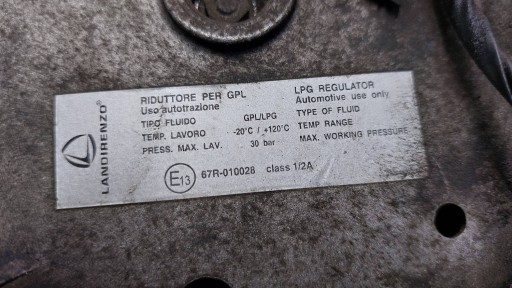 LANDIRENZO
RIDUTTORE PER GPL LPG REGULATOR
Uso autotrazione Automotive use only
TIPO FLUIDO GPL/LPG TYPE OF FLUID
TEMP. LAVORO -20°C / +120°C TEMP RANGE
PRESS. MAX. LAV. 30 bar MAX. WORKING PRESSURE
E13 67R-010028 class 1/2A